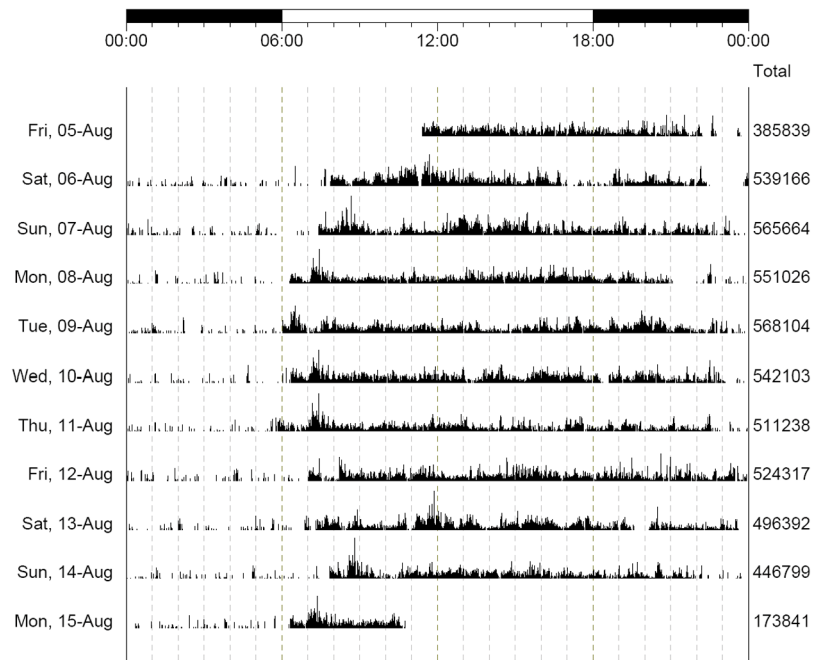 00:00 06:00 12:00 18:00 00:00
Total
Fri, 05-Aug 385839
Sat, 06-Aug 539166
Sun, 07-Aug 565664
Mon, 08-Aug 551026
Tue, 09-Aug 568104
Wed, 10-Aug 542103
Thu, 11-Aug 511238
Fri, 12-Aug 524317
Sat, 13-Aug 496392
Sun, 14-Aug 446799
Mon, 15-Aug 173841